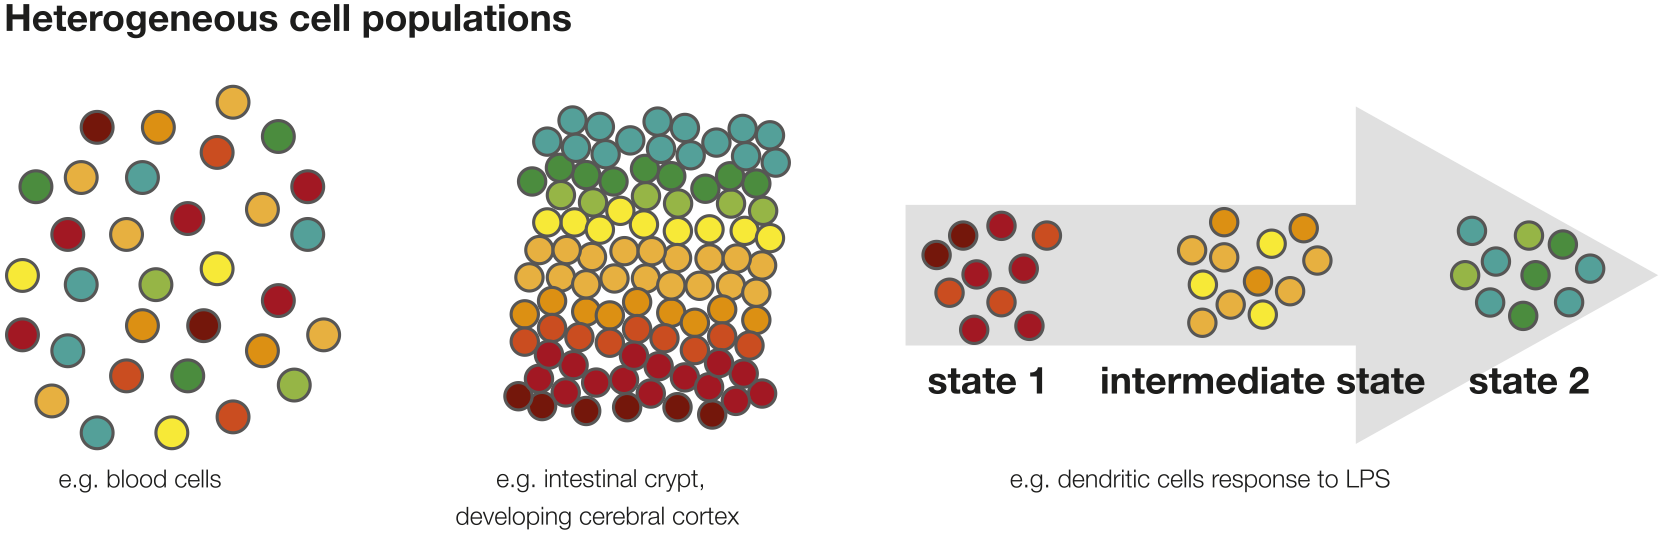 Heterogeneous cell populations
state 1
intermediate state
state 2
e.g. blood cells
e.g. intestinal crypt,
developing cerebral cortex
e.g. dendritic cells response to LPS